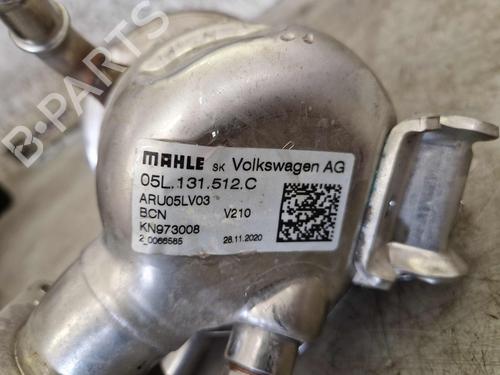 B-PARTS
MAHLE SK Volkswagen AG
05L.131.512.C
ARU05LV03
BCN V210
KN973008
2_0066585 28.11.2020